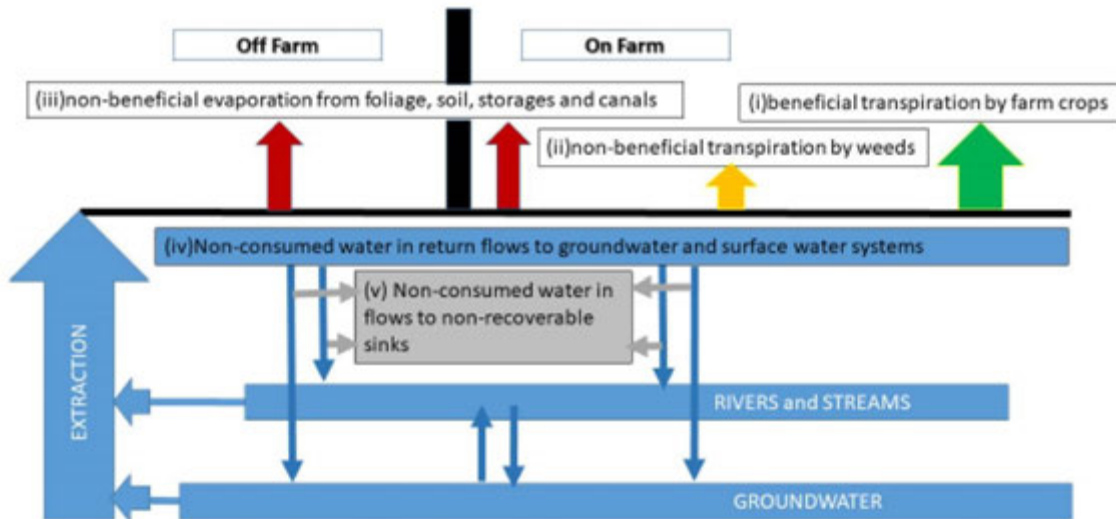 Off Farm
On Farm
(iii)non-beneficial evaporation from foliage, soil, storages and canals
(i)beneficial transpiration by farm crops
(ii)non-beneficial transpiration by weeds
(iv)Non-consumed water in return flows to groundwater and surface water systems
(v) Non-consumed water in
flows to non-recoverable
sinks
EXTRACTION
RIVERS and STREAMS
GROUNDWATER